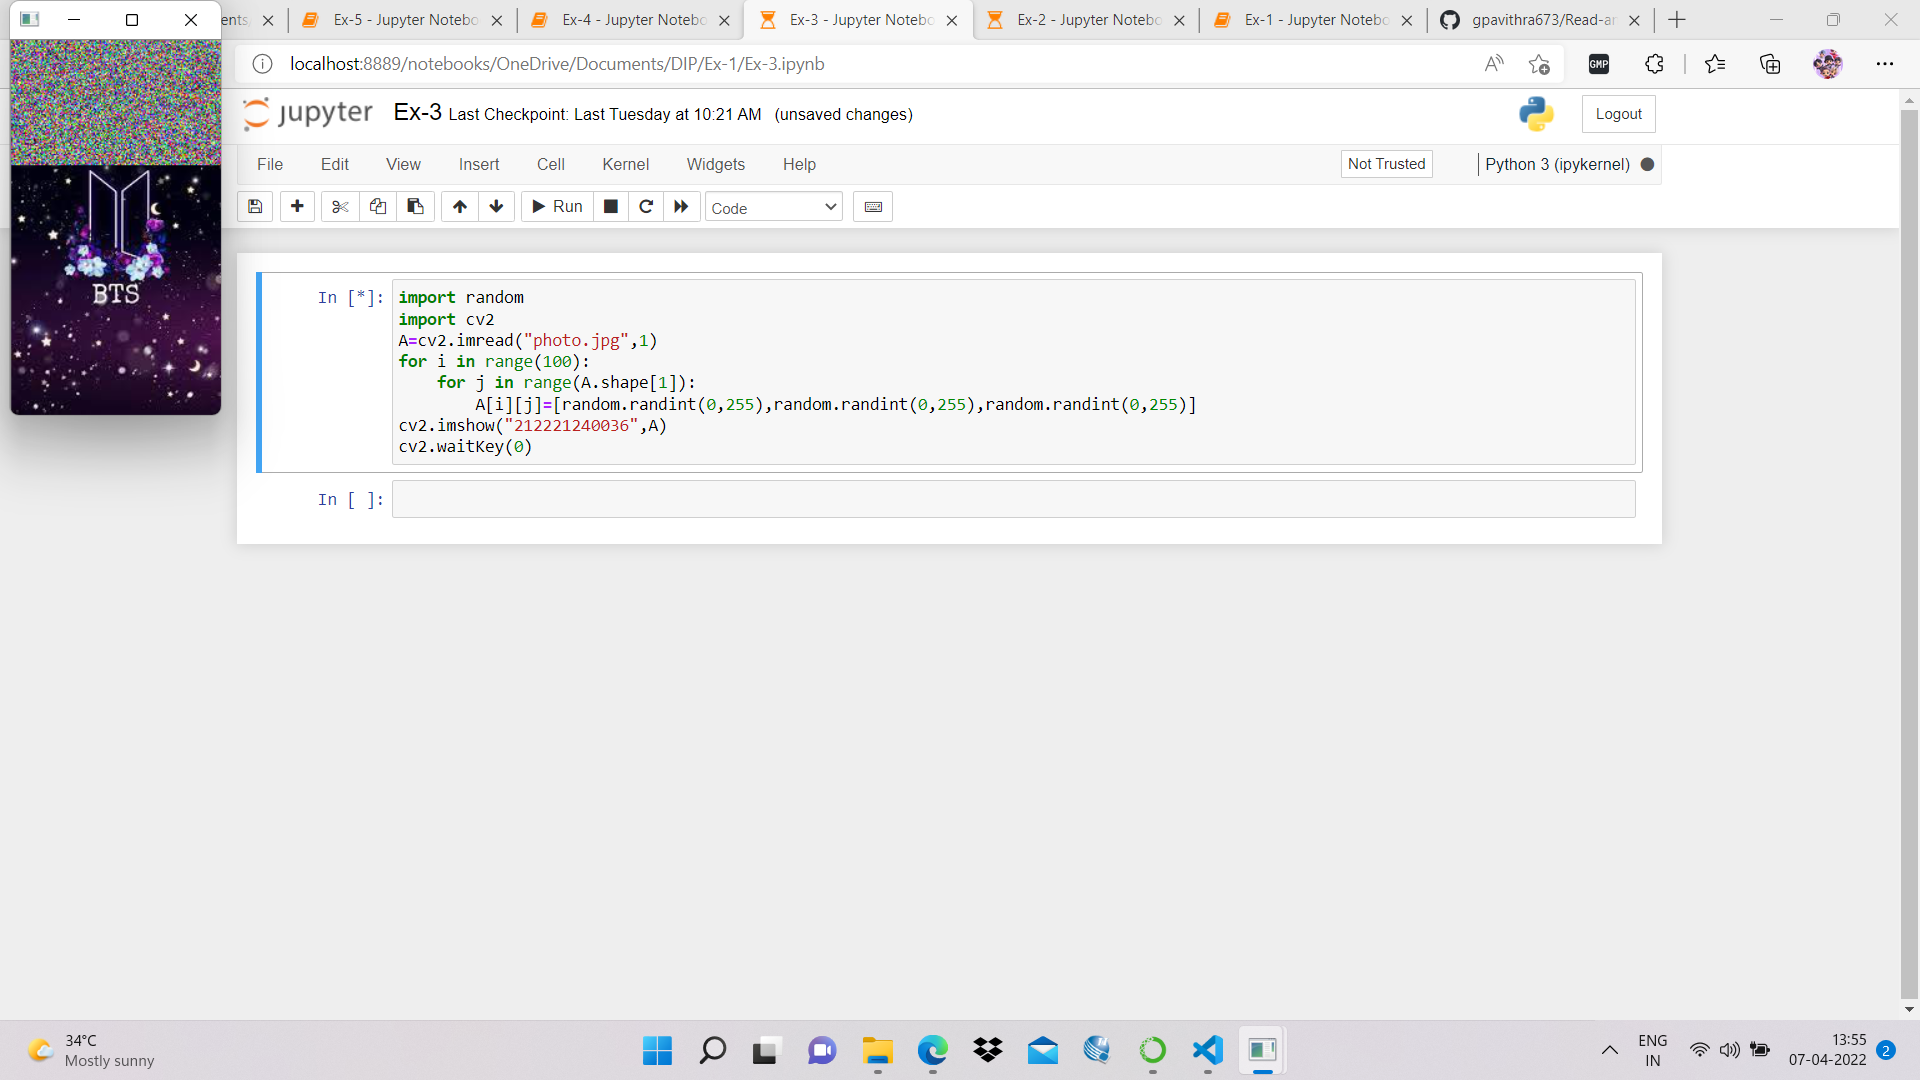 ents
Ex-5 - Jupyter Notebo
Ex-4 - Jupyter Notebo
Ex-3 - Jupyter Notebo
Ex-2 - Jupyter Notebo
Ex-1 - Jupyter Notebo
gpavithra673/Read-an
localhost:8889/notebooks/OneDrive/Documents/DIP/Ex-1/Ex-3.ipynb
GMP
jupyter Ex-3 Last Checkpoint: Last Tuesday at 10:21 AM (unsaved changes)
Logout
File Edit View Insert Cell Kernel Widgets Help
Not Trusted
Python 3 (ipykernel)
Run
Code
BTS
In [*]:
import random
import cv2
A=cv2.imread("photo.jpg",1)
for i in range(100):
    for j in range(A.shape[1]):
        A[i][j]=[random.randint(0,255),random.randint(0,255),random.randint(0,255)]
cv2.imshow("212221240036",A)
cv2.waitKey(0)
In [ ]:
34°C
Mostly sunny
ENG
IN
13:55
07-04-2022
2